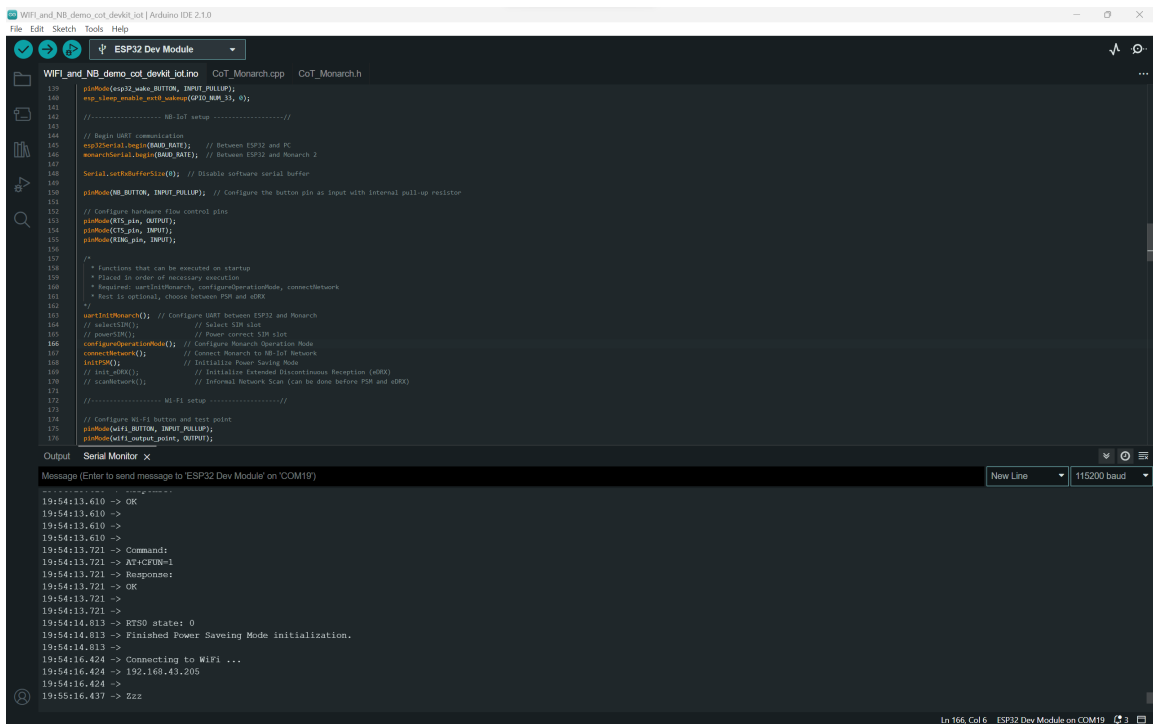 WIFI_and_NB_demo_cot_devkit_iot | Arduino IDE 2.1.0
File Edit Sketch Tools Help
ESP32 Dev Module
WIFI_and_NB_demo_cot_devkit_iot.ino CoT_Monarch.cpp CoT_Monarch.h
139 pinMode(esp32_wake_BUTTON, INPUT_PULLUP);
140 esp_sleep_enable_ext0_wakeup(GPIO_NUM_33, 0);
141
142 //------------------- NB-IoT setup -------------------//
143
144 // Begin UART communication
145 esp32Serial.begin(BAUD_RATE); // Between ESP32 and PC
146 monarchSerial.begin(BAUD_RATE); // Between ESP32 and Monarch 2
147
148 Serial.setRxBufferSize(0); // Disable software serial buffer
149
150 pinMode(NB_BUTTON, INPUT_PULLUP); // Configure the button pin as input with internal pull-up resistor
151
152 // Configure hardware flow control pins
153 pinMode(RTS_pin, OUTPUT);
154 pinMode(CTS_pin, INPUT);
155 pinMode(RING_pin, INPUT);
156
157 /*
158 * Functions that can be executed on startup
159 * Placed in order of necessary execution
160 * Required: uartInitMonarch, configureOperationMode, connectNetwork
161 * Rest is optional, choose between PSM and eDRX
162 */
163 uartInitMonarch(); // Configure UART between ESP32 and Monarch
164 // selectSIM(); // Select SIM slot
165 // powerSIM(); // Power correct SIM slot
166 configureOperationMode(); // Configure Monarch Operation Mode
167 connectNetwork(); // Connect Monarch to NB-IoT Network
168 initPSM(); // Initialize Power Saving Mode
169 // init_eDRX(); // Initialize Extended Discontinuous Reception (eDRX)
170 // scanNetwork(); // Informal Network Scan (can be done before PSM and eDRX)
171
172 //------------------- Wi-Fi setup -------------------//
173
174 // Configure Wi-Fi button and test point
175 pinMode(wifi_BUTTON, INPUT_PULLUP);
176 pinMode(wifi_output_point, OUTPUT);
Output Serial Monitor
Message (Enter to send message to 'ESP32 Dev Module' on 'COM19') New Line 115200 baud
19:54:13.610 -> OK
19:54:13.610 ->
19:54:13.610 ->
19:54:13.610 ->
19:54:13.721 -> Command:
19:54:13.721 -> AT+CFUN=1
19:54:13.721 -> Response:
19:54:13.721 -> OK
19:54:13.721 ->
19:54:13.721 ->
19:54:13.721 ->
19:54:14.813 -> RTS0 state: 0
19:54:14.813 -> Finished Power Saveing Mode initialization.
19:54:14.813 ->
19:54:16.424 -> Connecting to WiFi ...
19:54:16.424 -> 192.168.43.205
19:54:16.424 ->
19:55:16.437 -> Zzz
Ln 166, Col 6 ESP32 Dev Module on COM19 3